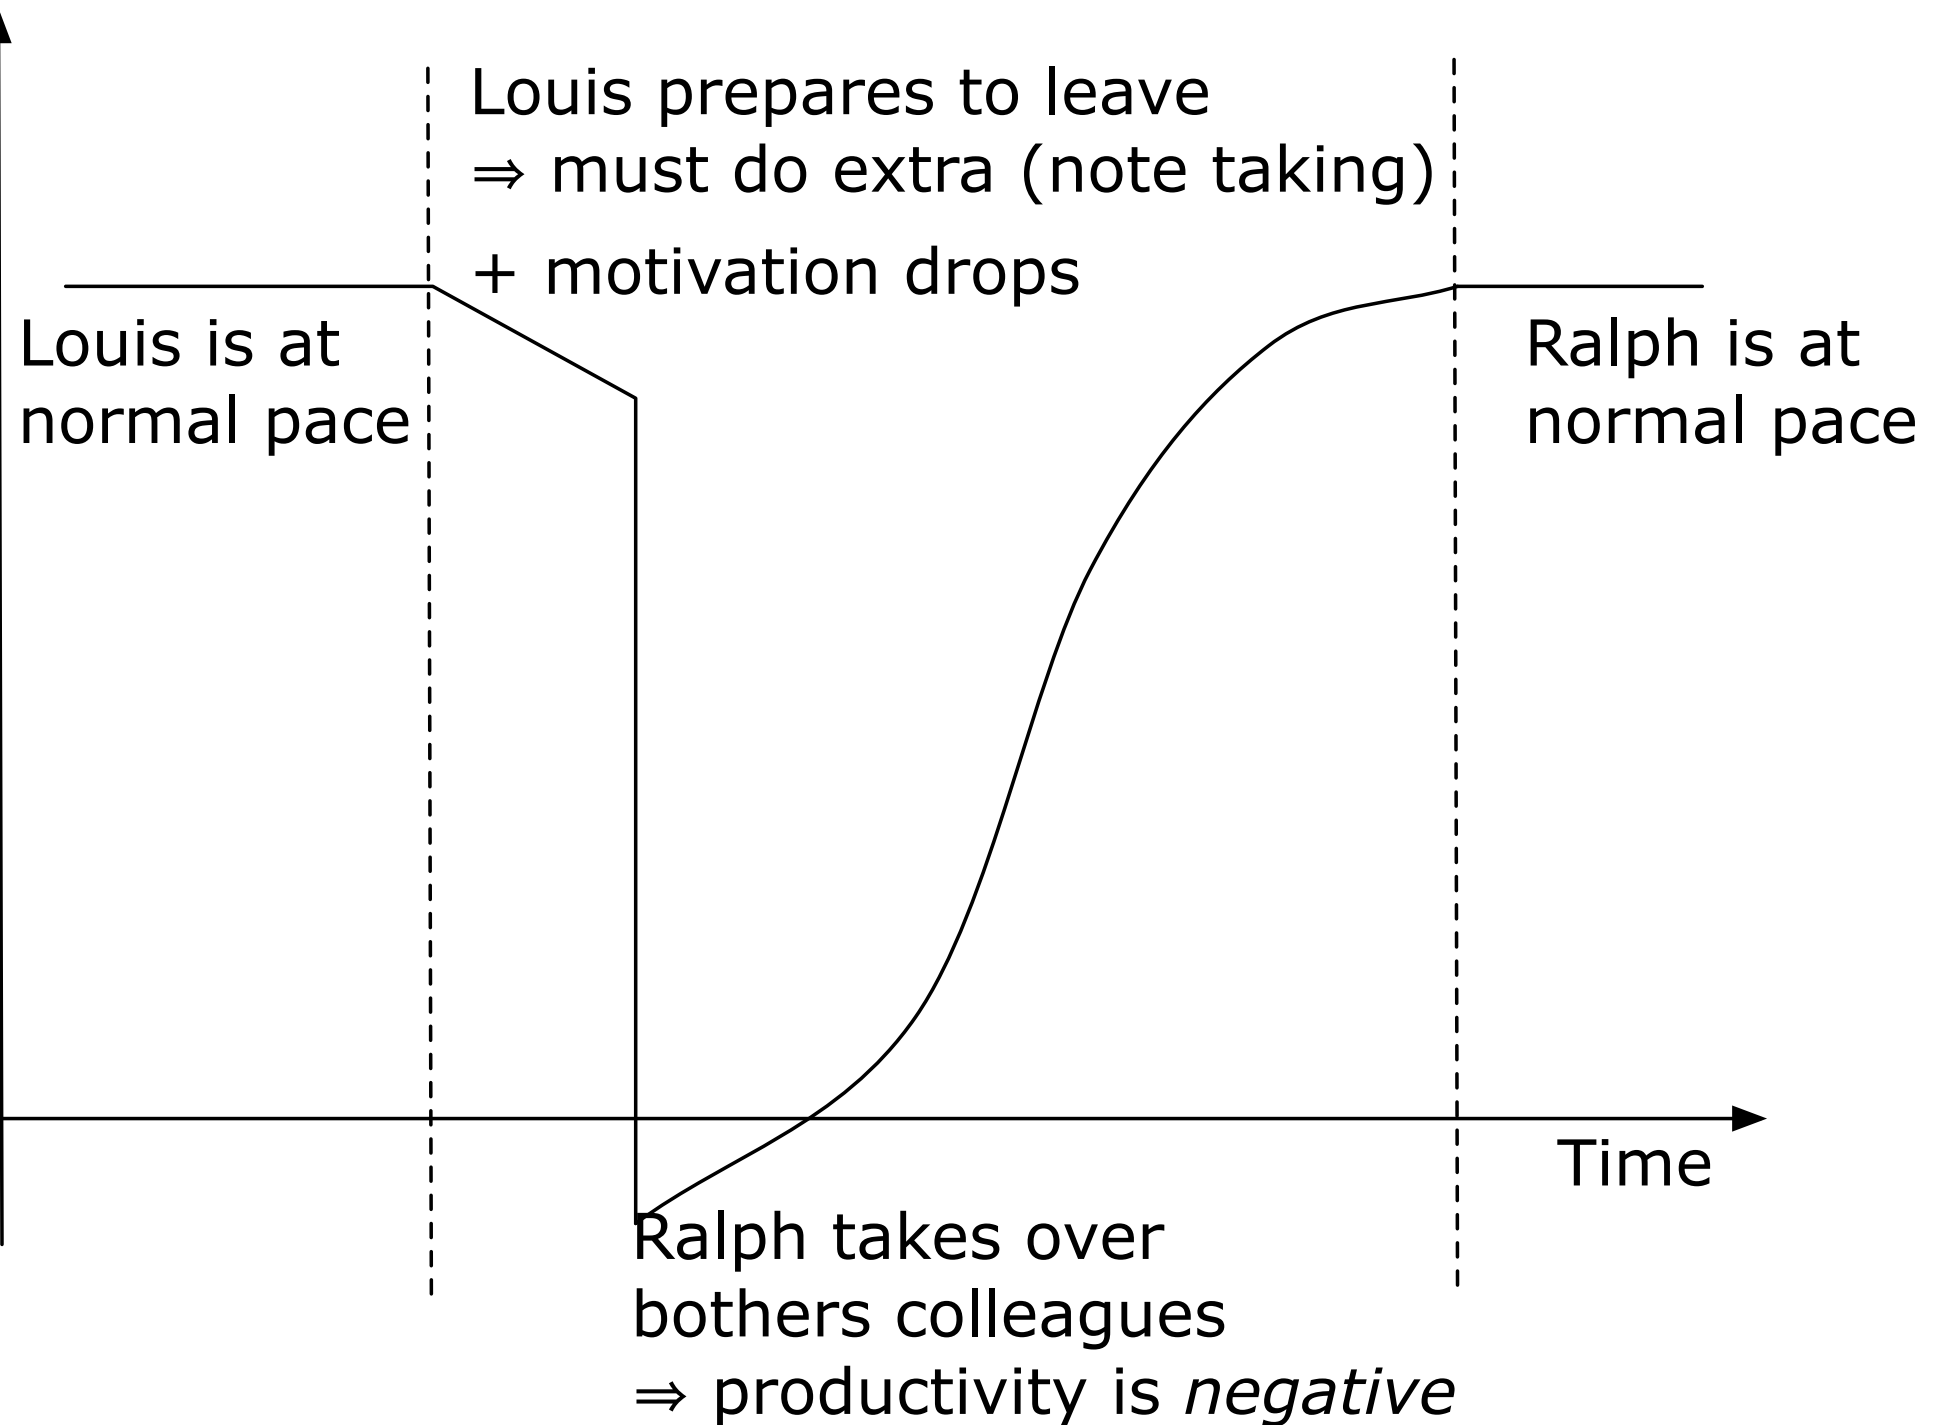 Louis prepares to leave
⇒ must do extra (note taking)
+ motivation drops
Louis is at
normal pace
Ralph is at
normal pace
Time
Ralph takes over
bothers colleagues
⇒ productivity is negative